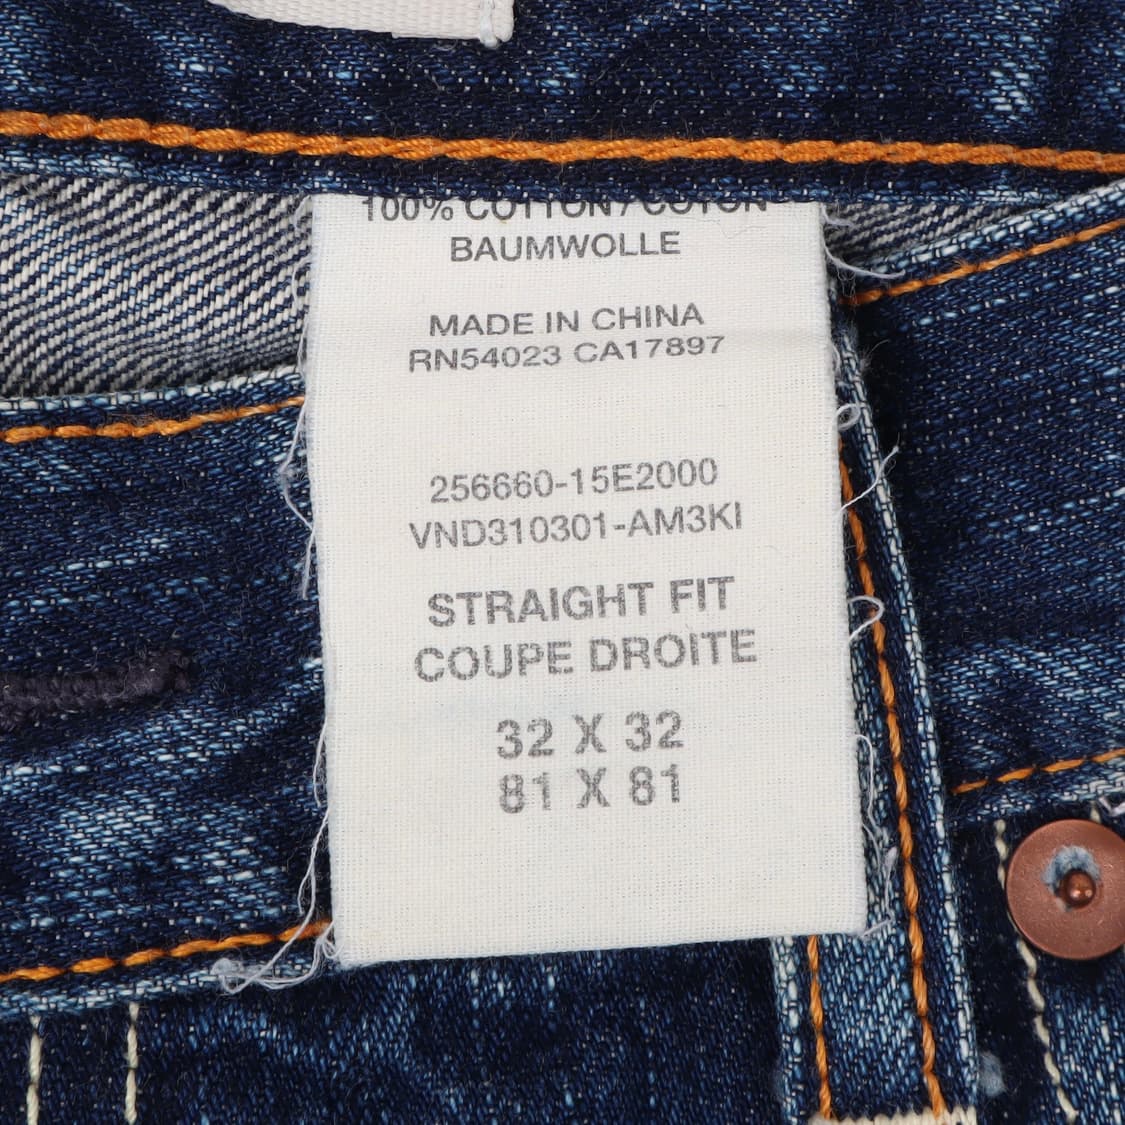 100% COTTON / COTON
BAUMWOLLE
MADE IN CHINA
RN54023 CA17897
256660-15E2000
VND310301-AM3KI
STRAIGHT FIT
COUPE DROITE
32 X 32
81 X 81